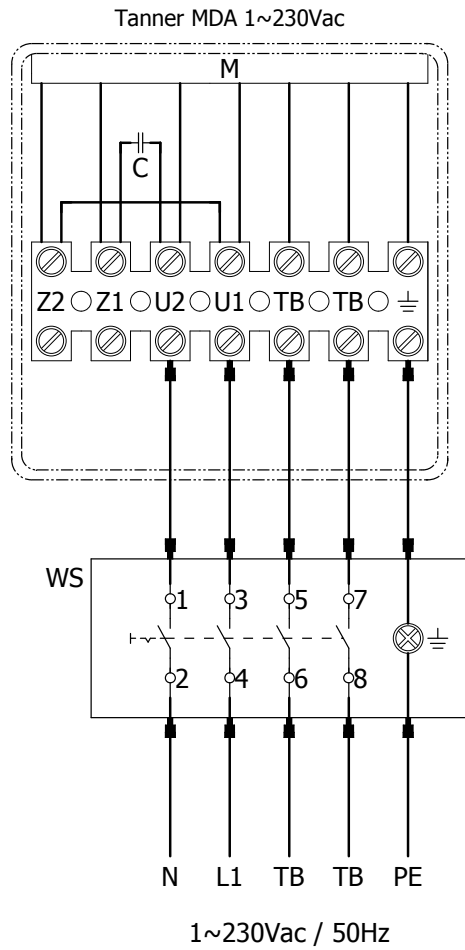 Tanner MDA 1~230Vac
M
C
Z2 Z1 U2 U1 TB TB
WS
1 3 5 7
2 4 6 8
N L1 TB TB PE
1~230Vac / 50Hz